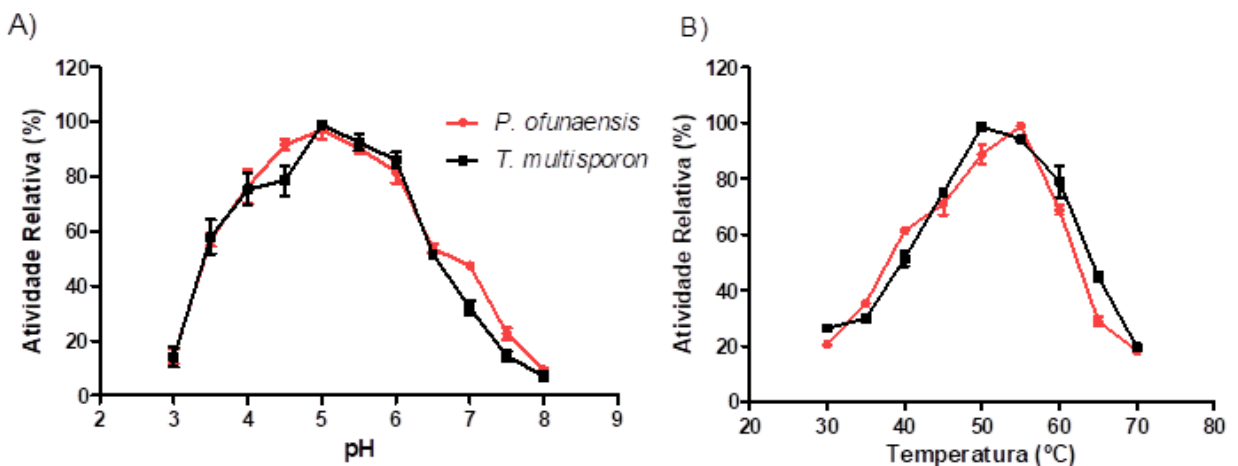 A)
Atividade Relativa (%)
120
100
80
60
40
20
0
2 3 4 5 6 7 8 9
pH
P. ofunaensis
T. multisporon
B)
Atividade Relativa (%)
120
100
80
60
40
20
0
20 30 40 50 60 70 80
Temperatura (ºC)